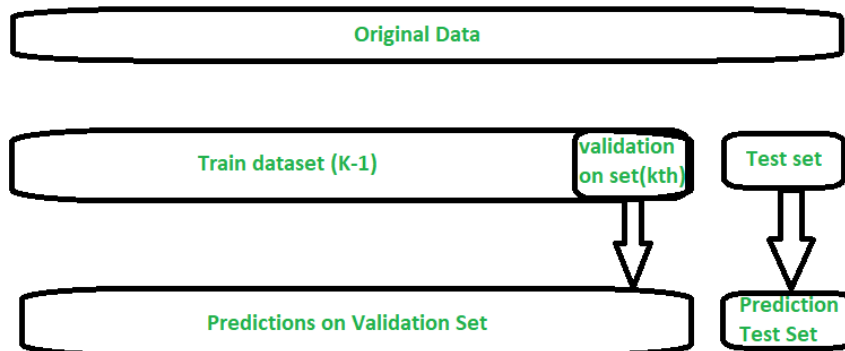 Original Data
Train dataset (K-1)
validation
on set(kth)
Test set
Predictions on Validation Set
Prediction
Test Set